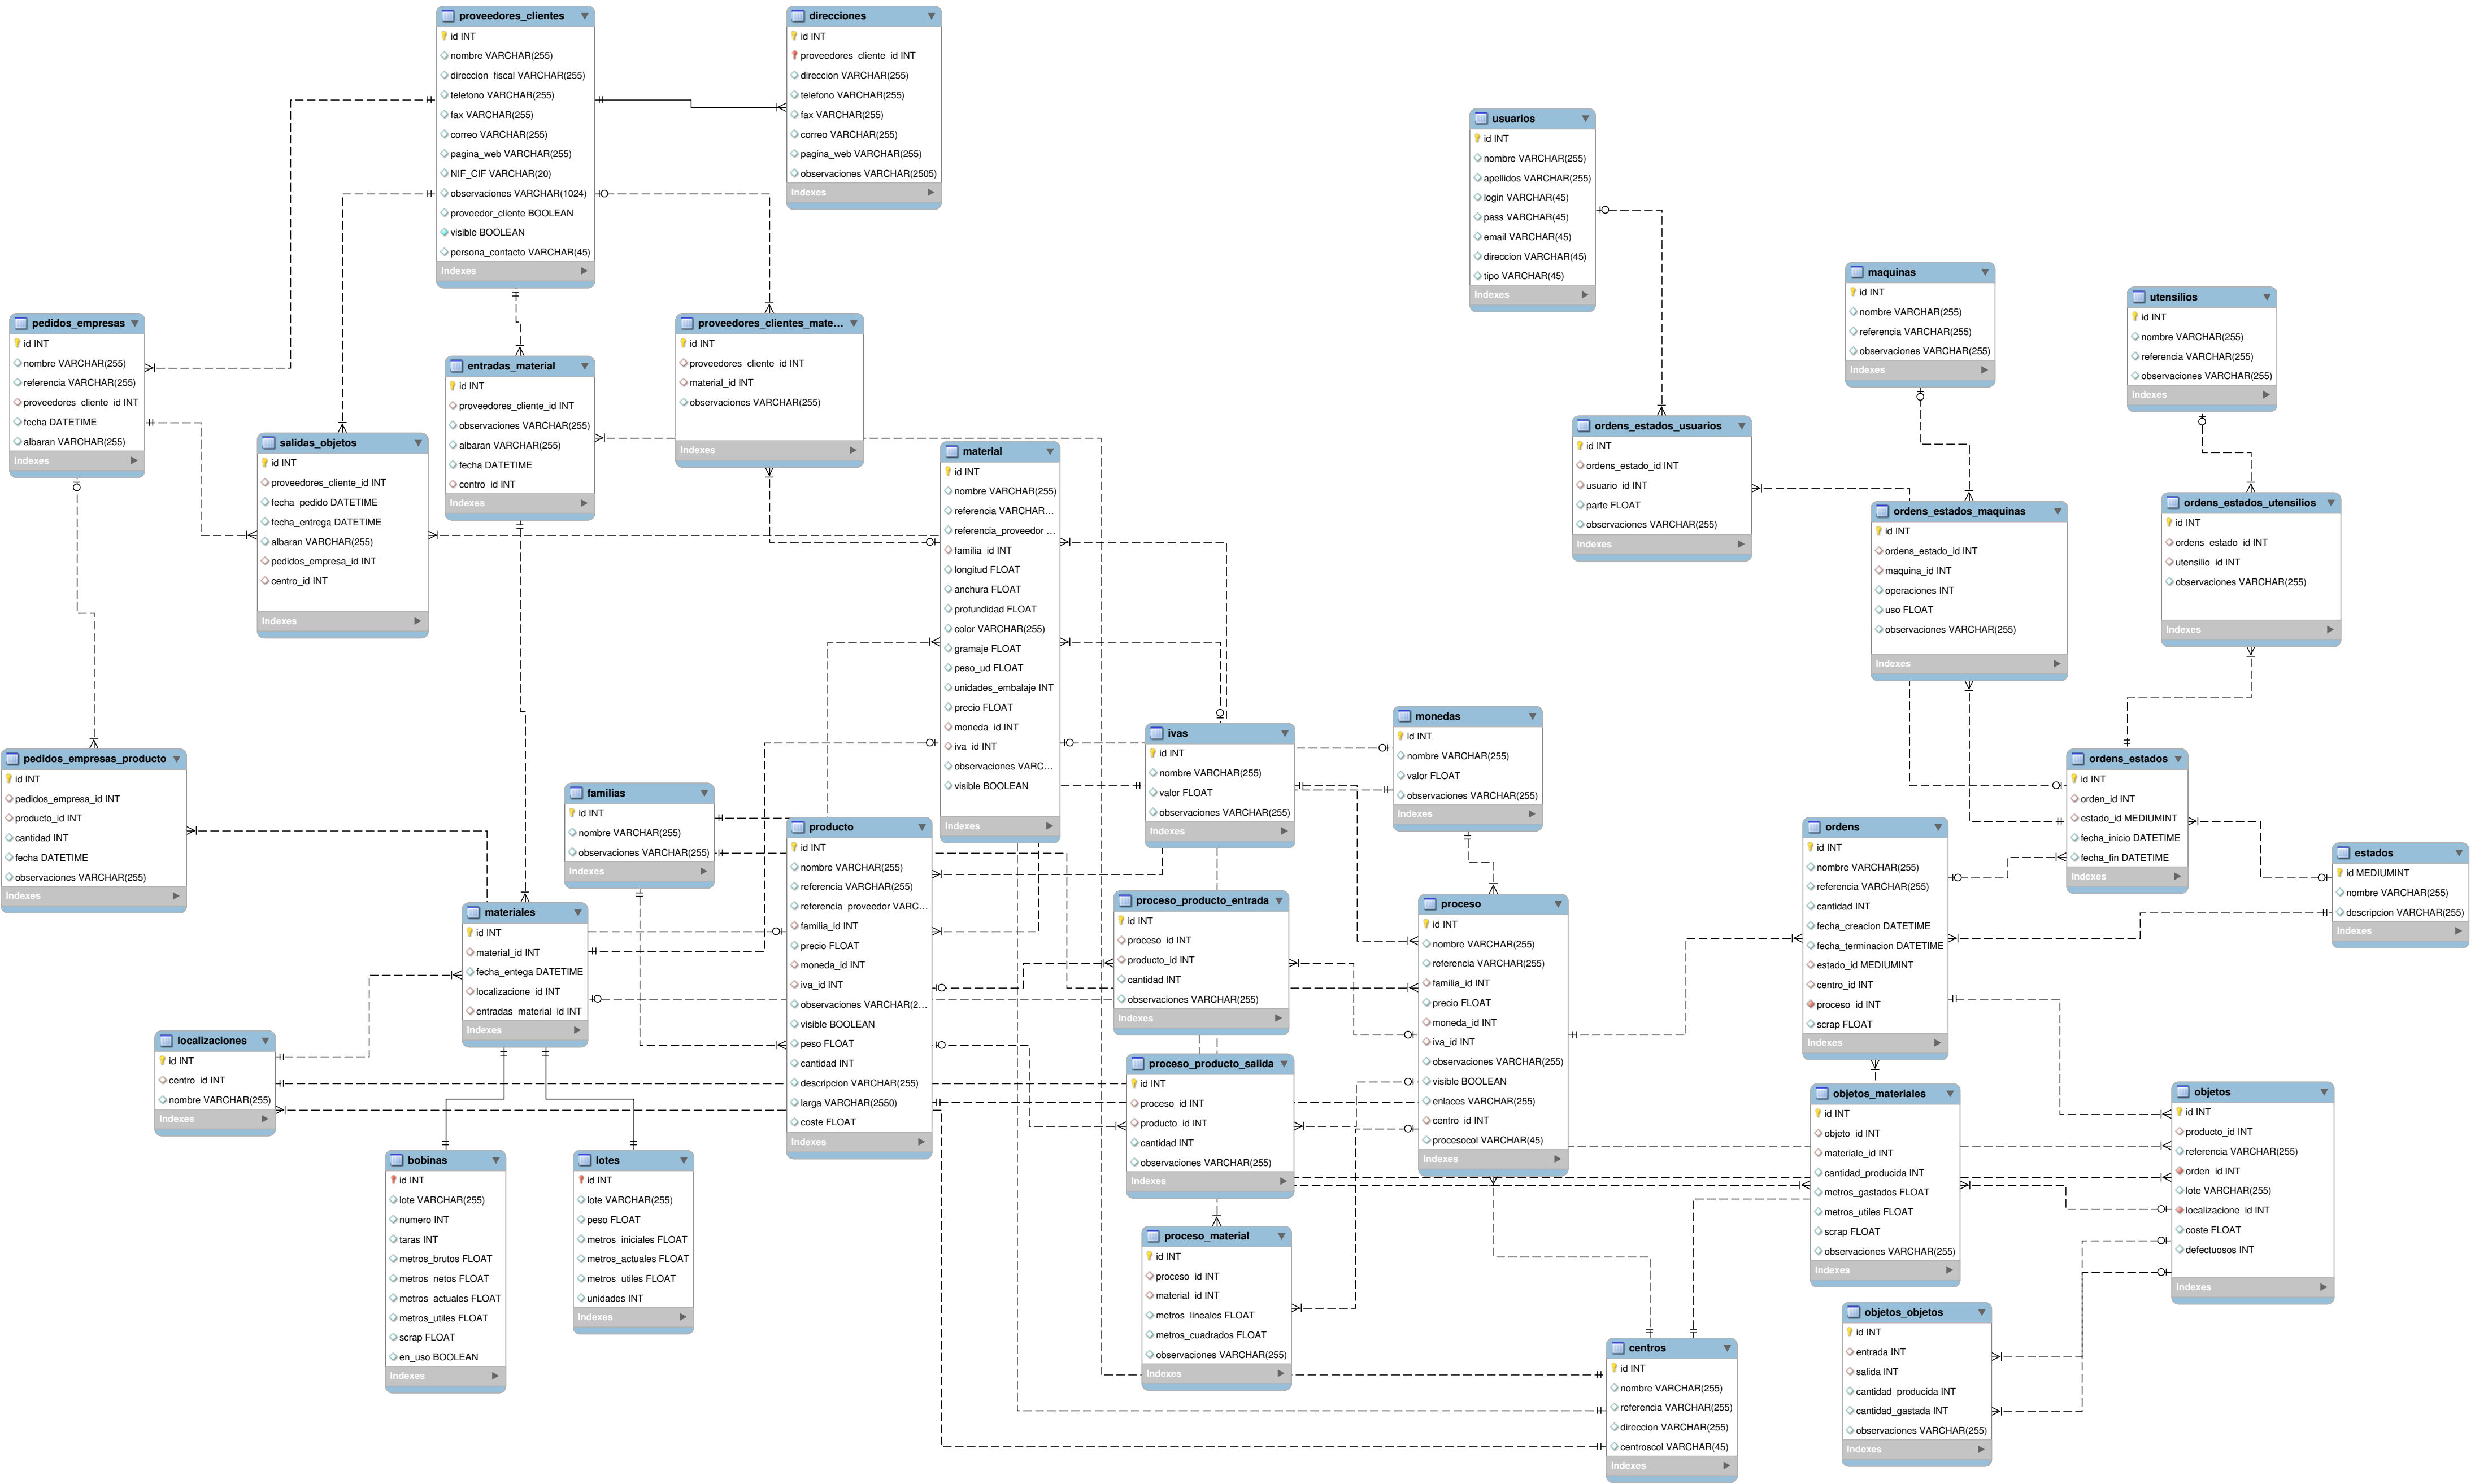 proveedores_clientes
id INT
nombre VARCHAR(255)
direccion_fiscal VARCHAR(255)
telefono VARCHAR(255)
fax VARCHAR(255)
correo VARCHAR(255)
pagina_web VARCHAR(255)
NIF_CIF VARCHAR(20)
observaciones VARCHAR(1024)
proveedor_cliente BOOLEAN
visible BOOLEAN
persona_contacto VARCHAR(45)
Indexes
direcciones
id INT
proveedores_cliente_id INT
direccion VARCHAR(255)
telefono VARCHAR(255)
fax VARCHAR(255)
correo VARCHAR(255)
pagina_web VARCHAR(255)
observaciones VARCHAR(2505)
Indexes
usuarios
id INT
nombre VARCHAR(255)
apellidos VARCHAR(255)
login VARCHAR(45)
pass VARCHAR(45)
email VARCHAR(45)
direccion VARCHAR(45)
tipo VARCHAR(45)
Indexes
maquinas
id INT
nombre VARCHAR(255)
referencia VARCHAR(255)
observaciones VARCHAR(255)
Indexes
utensilios
id INT
nombre VARCHAR(255)
referencia VARCHAR(255)
observaciones VARCHAR(255)
Indexes
pedidos_empresas
id INT
nombre VARCHAR(255)
referencia VARCHAR(255)
proveedores_cliente_id INT
fecha DATETIME
albaran VARCHAR(255)
Indexes
proveedores_clientes_mate...
id INT
proveedores_cliente_id INT
material_id INT
observaciones VARCHAR(255)
Indexes
entradas_material
id INT
proveedores_cliente_id INT
observaciones VARCHAR(255)
albaran VARCHAR(255)
fecha DATETIME
centro_id INT
Indexes
salidas_objetos
id INT
proveedores_cliente_id INT
fecha_pedido DATETIME
fecha_entrega DATETIME
albaran VARCHAR(255)
pedidos_empresa_id INT
centro_id INT
Indexes
material
id INT
nombre VARCHAR(255)
referencia VARCHAR...
referencia_proveedor ...
familia_id INT
longitud FLOAT
anchura FLOAT
profundidad FLOAT
color VARCHAR(255)
gramaje FLOAT
peso_ud FLOAT
unidades_embalaje INT
precio FLOAT
moneda_id INT
iva_id INT
observaciones VARC...
visible BOOLEAN
Indexes
ordens_estados_usuarios
id INT
ordens_estado_id INT
usuario_id INT
parte FLOAT
observaciones VARCHAR(255)
Indexes
ordens_estados_maquinas
id INT
ordens_estado_id INT
maquina_id INT
operaciones INT
uso FLOAT
observaciones VARCHAR(255)
Indexes
ordens_estados_utensilios
id INT
ordens_estado_id INT
utensilio_id INT
observaciones VARCHAR(255)
Indexes
pedidos_empresas_producto
id INT
pedidos_empresa_id INT
producto_id INT
cantidad INT
fecha DATETIME
observaciones VARCHAR(255)
Indexes
familias
id INT
nombre VARCHAR(255)
observaciones VARCHAR(255)
Indexes
ivas
id INT
nombre VARCHAR(255)
valor FLOAT
observaciones VARCHAR(255)
Indexes
monedas
id INT
nombre VARCHAR(255)
valor FLOAT
observaciones VARCHAR(255)
Indexes
producto
id INT
nombre VARCHAR(255)
referencia VARCHAR(255)
referencia_proveedor VARC...
familia_id INT
precio FLOAT
moneda_id INT
iva_id INT
observaciones VARCHAR(2...
visible BOOLEAN
peso FLOAT
cantidad INT
descripcion VARCHAR(255)
larga VARCHAR(2550)
coste FLOAT
Indexes
ordens_estados
id INT
orden_id INT
estado_id MEDIUMINT
fecha_inicio DATETIME
fecha_fin DATETIME
Indexes
ordens
id INT
nombre VARCHAR(255)
referencia VARCHAR(255)
cantidad INT
fecha_creacion DATETIME
fecha_terminacion DATETIME
estado_id MEDIUMINT
centro_id INT
proceso_id INT
scrap FLOAT
Indexes
estados
id MEDIUMINT
nombre VARCHAR(255)
descripcion VARCHAR(255)
Indexes
materiales
id INT
material_id INT
fecha_entega DATETIME
localizacione_id INT
entradas_material_id INT
Indexes
proceso_producto_entrada
id INT
proceso_id INT
producto_id INT
cantidad INT
observaciones VARCHAR(255)
Indexes
proceso
id INT
nombre VARCHAR(255)
referencia VARCHAR(255)
familia_id INT
precio FLOAT
moneda_id INT
iva_id INT
observaciones VARCHAR(255)
visible BOOLEAN
enlaces VARCHAR(255)
centro_id INT
procesocol VARCHAR(45)
Indexes
localizaciones
id INT
centro_id INT
nombre VARCHAR(255)
Indexes
proceso_producto_salida
id INT
proceso_id INT
producto_id INT
cantidad INT
observaciones VARCHAR(255)
Indexes
objetos_materiales
id INT
objeto_id INT
materiale_id INT
cantidad_producida INT
metros_gastados FLOAT
metros_utiles FLOAT
scrap FLOAT
observaciones VARCHAR(255)
Indexes
objetos
id INT
producto_id INT
referencia VARCHAR(255)
orden_id INT
lote VARCHAR(255)
localizacione_id INT
coste FLOAT
defectuosos INT
Indexes
bobinas
id INT
lote VARCHAR(255)
numero INT
taras INT
metros_brutos FLOAT
metros_netos FLOAT
metros_actuales FLOAT
metros_utiles FLOAT
scrap FLOAT
en_uso BOOLEAN
Indexes
lotes
id INT
lote VARCHAR(255)
peso FLOAT
metros_iniciales FLOAT
metros_actuales FLOAT
metros_utiles FLOAT
unidades INT
Indexes
proceso_material
id INT
proceso_id INT
material_id INT
metros_lineales FLOAT
metros_cuadrados FLOAT
observaciones VARCHAR(255)
Indexes
centros
id INT
nombre VARCHAR(255)
referencia VARCHAR(255)
direccion VARCHAR(255)
centroscol VARCHAR(45)
Indexes
objetos_objetos
id INT
entrada INT
salida INT
cantidad_producida INT
cantidad_gastada INT
observaciones VARCHAR(255)
Indexes